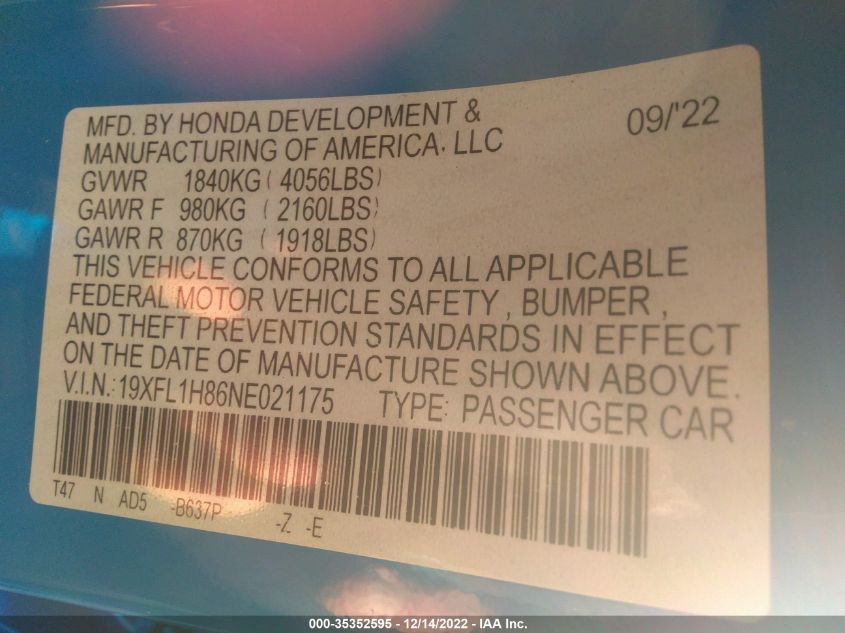 MFD. BY HONDA DEVELOPMENT & 09/'22
MANUFACTURING OF AMERICA, LLC
GVWR 1840KG ( 4056LBS)
GAWR F 980KG ( 2160LBS)
GAWR R 870KG ( 1918LBS)
THIS VEHICLE CONFORMS TO ALL APPLICABLE
FEDERAL MOTOR VEHICLE SAFETY , BUMPER ,
AND THEFT PREVENTION STANDARDS IN EFFECT
ON THE DATE OF MANUFACTURE SHOWN ABOVE.
V.I.N.: 19XFL1H86NE021175 TYPE: PASSENGER CAR
T47 N AD5 -B637P -Z -E
000-35352595 - 12/14/2022 - IAA Inc.